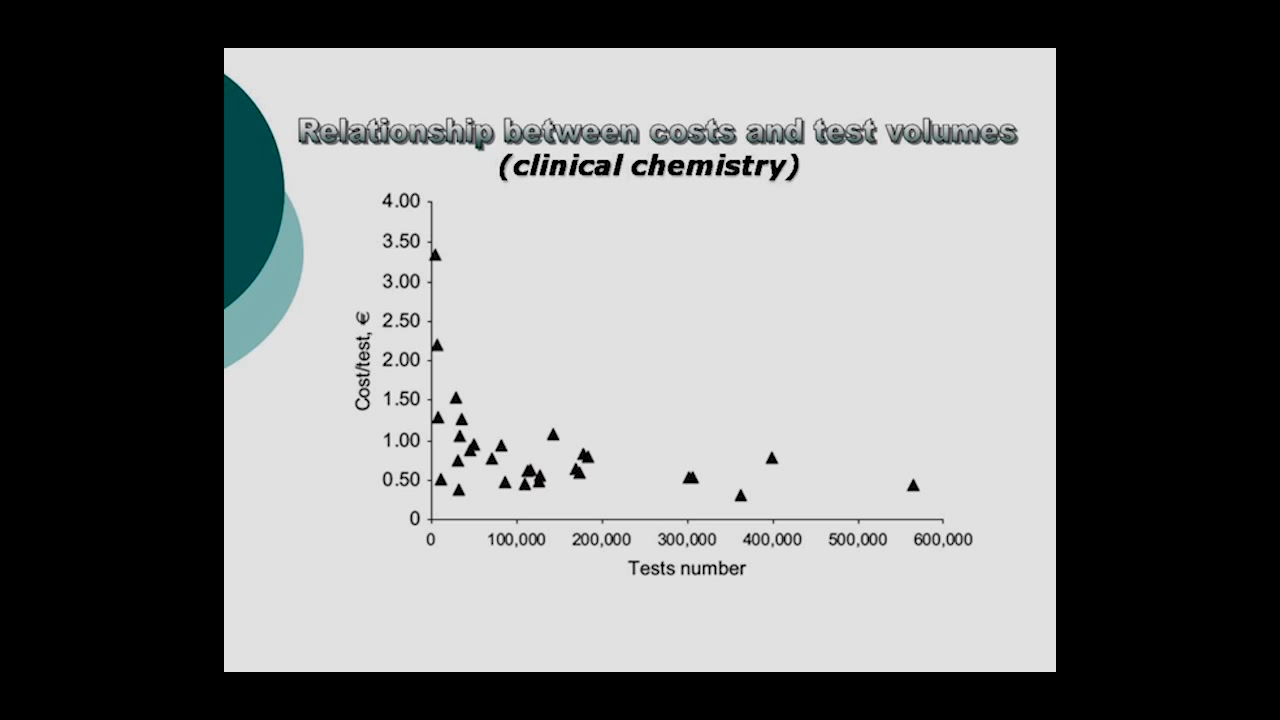 Relationship between costs and test volumes
(clinical chemistry)
4.00
3.50
3.00
2.50
2.00
1.50
1.00
0.50
0
Cost/test, €
0 100,000 200,000 300,000 400,000 500,000 600,000
Tests number